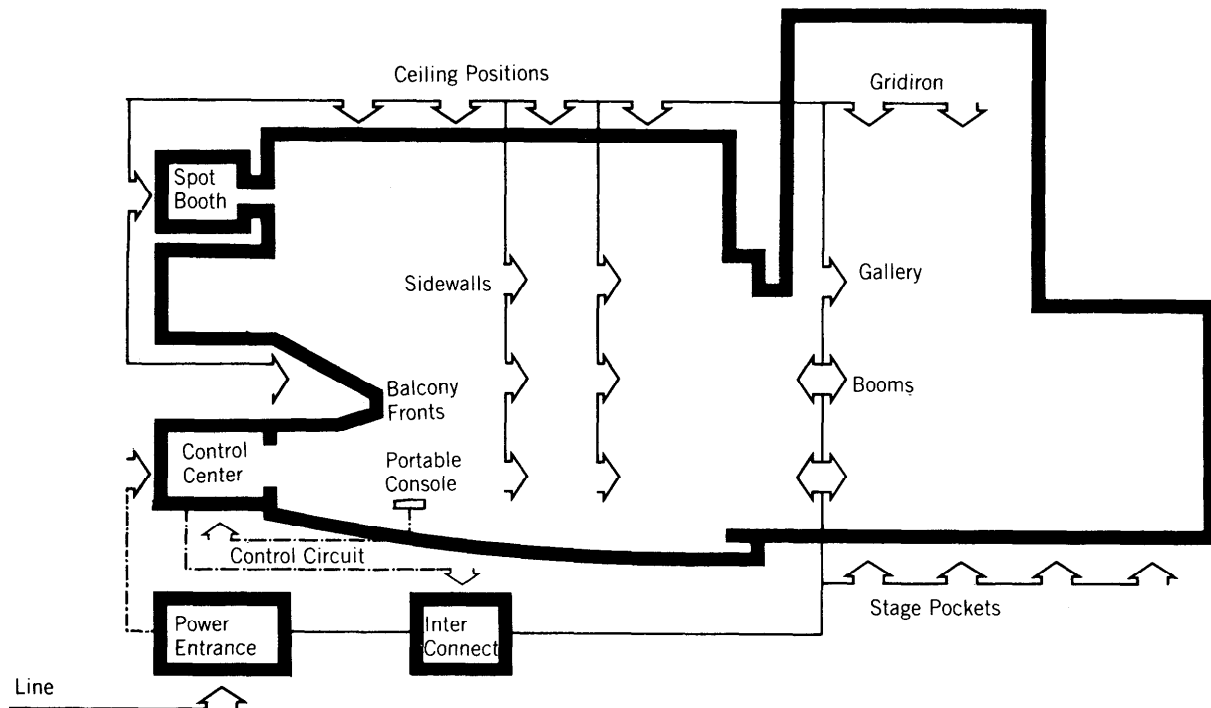 Ceiling Positions
Gridiron
Spot
Booth
Sidewalls
Gallery
Balcony
Fronts
Booms
Control
Center
Portable
Console
Control Circuit
Stage Pockets
Power
Entrance
Inter
Connect
Line